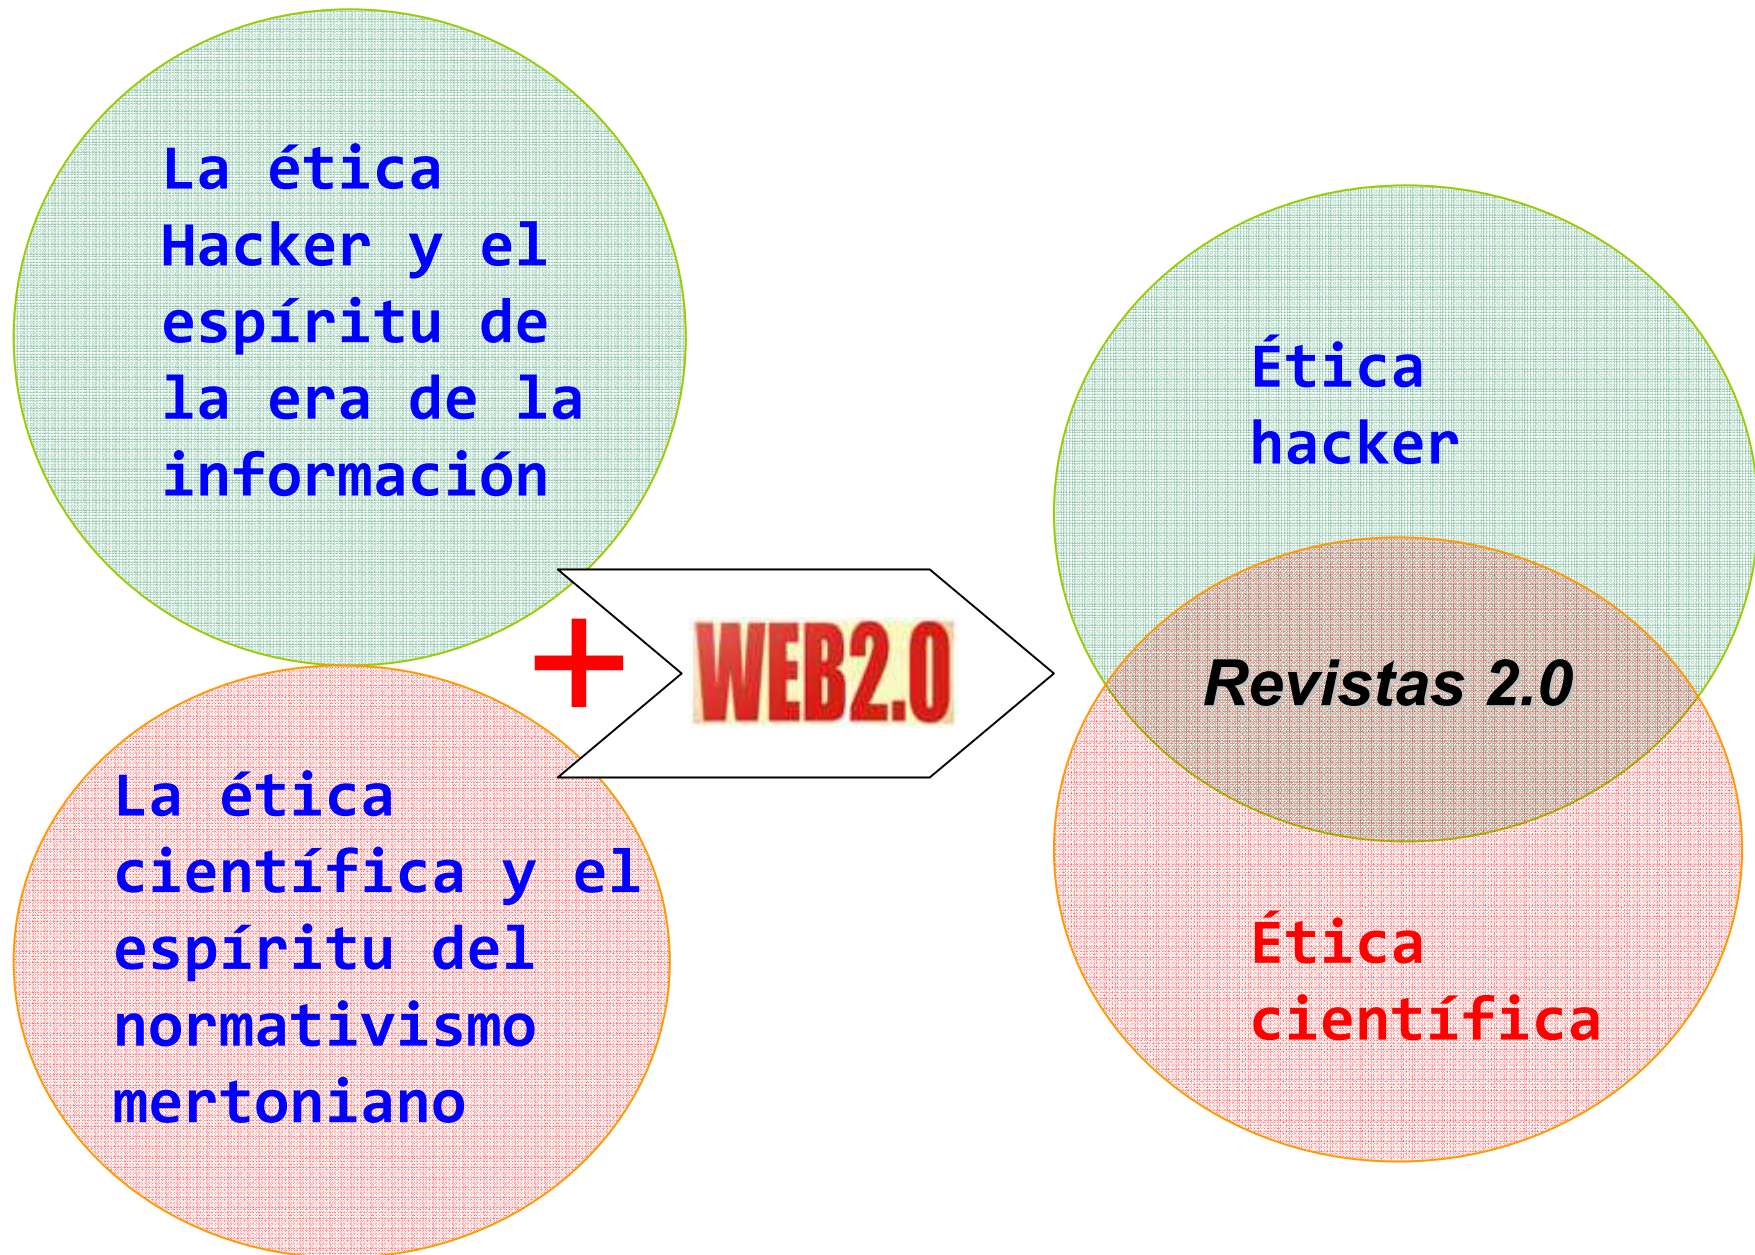 La ética
Hacker y el
espíritu de
la era de la
información
+
WEB2.0
La ética
científica y el
espíritu del
normativismo
mertoniano
Ética
hacker
Revistas 2.0
Ética
científica